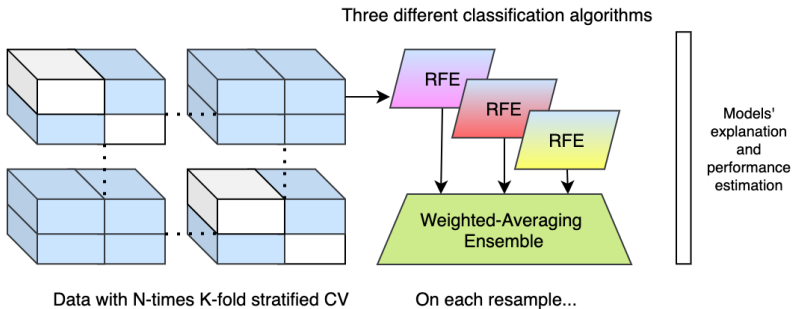 Three different classification algorithms
RFE
RFE
RFE
Models'
explanation
and
performance
estimation
Weighted-Averaging
Ensemble
Data with N-times K-fold stratified CV
On each resample...